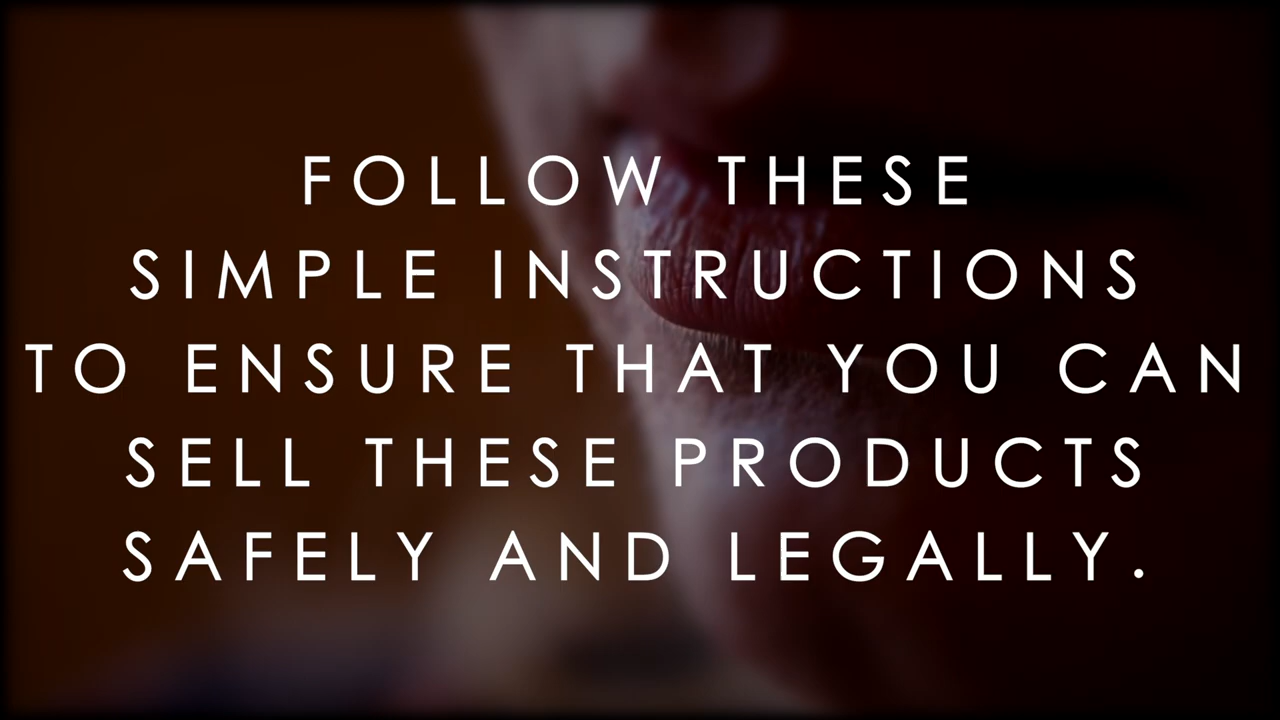 FOLLOW THESE
SIMPLE INSTRUCTIONS
TO ENSURE THAT YOU CAN
SELL THESE PRODUCTS
SAFELY AND LEGALLY.